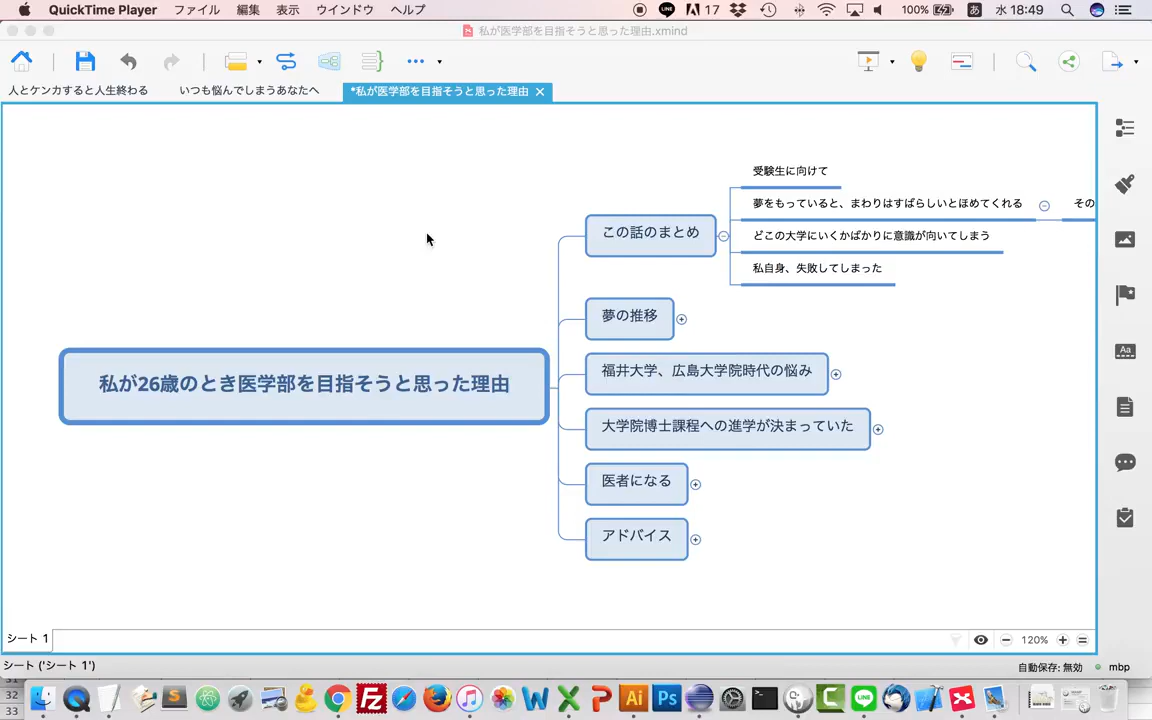 QuickTime Player ファイル 編集 表示 ウインドウ ヘルプ
LINE 17 100% あ 水 18:49
私が医学部を目指そうと思った理由.xmind
人とケンカすると人生終わる いつも悩んでしまうあなたへ *私が医学部を目指そうと思った理由
受験生に向けて
夢をもっていると、まわりはすばらしいとほめてくれる その
この話のまとめ
どこの大学にいくかばかりに意識が向いてしまう
私自身、失敗してしまった
夢の推移
福井大学、広島大学院時代の悩み
私が26歳のとき医学部を目指そうと思った理由
大学院博士課程への進学が決まっていた
医者になる
アドバイス
Aa
シート 1
120%
シート ('シート 1')
自動保存: 無効 mbp
32
33
S Fz W X P Ai Ps C LINE